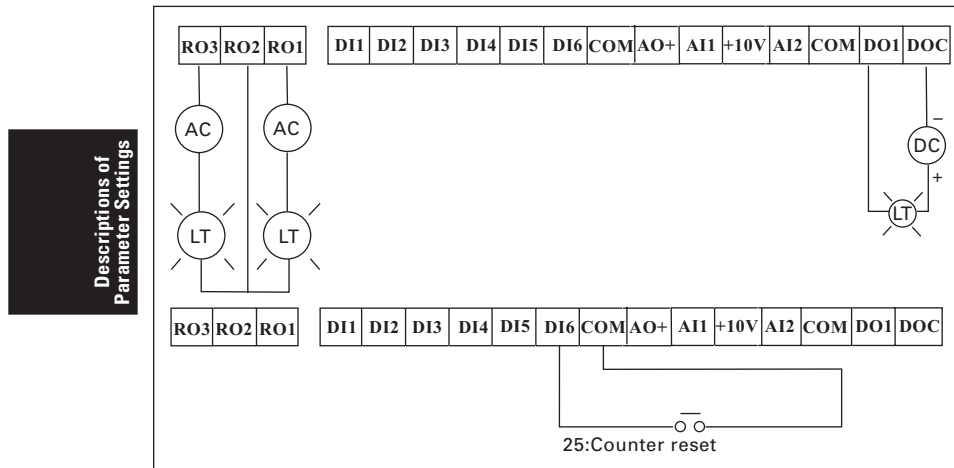 Descriptions of
Parameter Settings
RO3 RO2 RO1 DI1 DI2 DI3 DI4 DI5 DI6 COM AO+ AI1 +10V AI2 COM DO1 DOC
AC AC − DC +
LT LT LT
RO3 RO2 RO1 DI1 DI2 DI3 DI4 DI5 DI6 COM AO+ AI1 +10V AI2 COM DO1 DOC
25:Counter reset